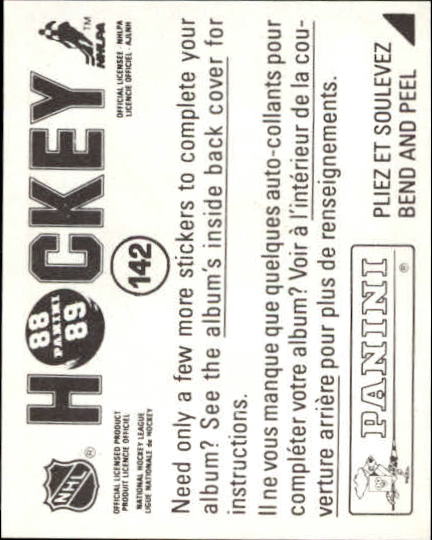 NHL ®
H 88 PANINI 89 CKEY
NHLPA TM
OFFICIAL LICENSED PRODUCT
PRODUIT LICENCIÉ OFFICIEL
NATIONAL HOCKEY LEAGUE
LIGUE NATIONALE de HOCKEY
142
OFFICIAL LICENSEE - NHLPA
LICENCIÉ OFFICIEL - AJLNH
Need only a few more stickers to complete your
album? See the album's inside back cover for
instructions.
Il ne vous manque que quelques auto-collants pour
compléter votre album? Voir à l'intérieur de la cou-
verture arrière pour plus de renseignements.
PANINI ®
PLIEZ ET SOULEVEZ
BEND AND PEEL